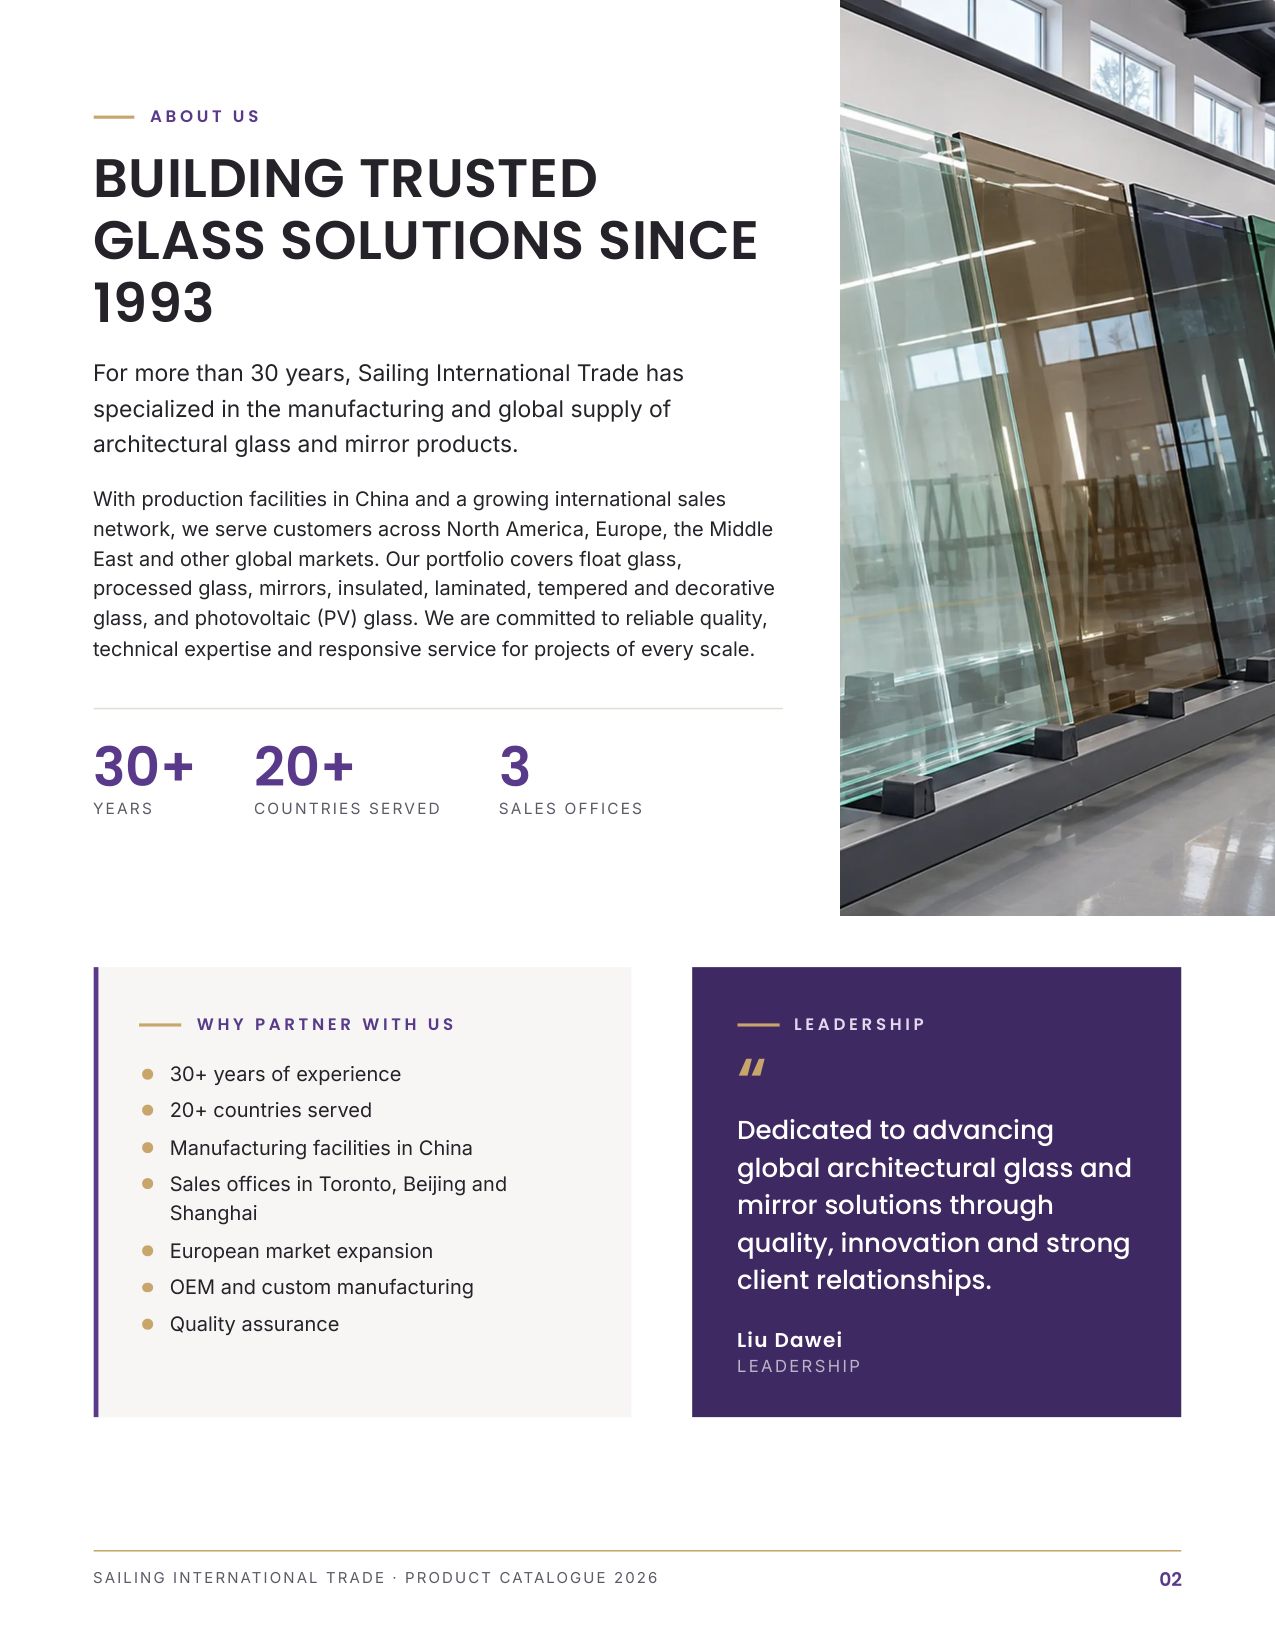 ABOUT US
BUILDING TRUSTED
GLASS SOLUTIONS SINCE
1993
For more than 30 years, Sailing International Trade has
specialized in the manufacturing and global supply of
architectural glass and mirror products.
With production facilities in China and a growing international sales
network, we serve customers across North America, Europe, the Middle
East and other global markets. Our portfolio covers float glass,
processed glass, mirrors, insulated, laminated, tempered and decorative
glass, and photovoltaic (PV) glass. We are committed to reliable quality,
technical expertise and responsive service for projects of every scale.
30+
YEARS
20+
COUNTRIES SERVED
3
SALES OFFICES
WHY PARTNER WITH US
30+ years of experience
20+ countries served
Manufacturing facilities in China
Sales offices in Toronto, Beijing and
Shanghai
European market expansion
OEM and custom manufacturing
Quality assurance
LEADERSHIP
“
Dedicated to advancing
global architectural glass and
mirror solutions through
quality, innovation and strong
client relationships.
Liu Dawei
LEADERSHIP
SAILING INTERNATIONAL TRADE · PRODUCT CATALOGUE 2026
02